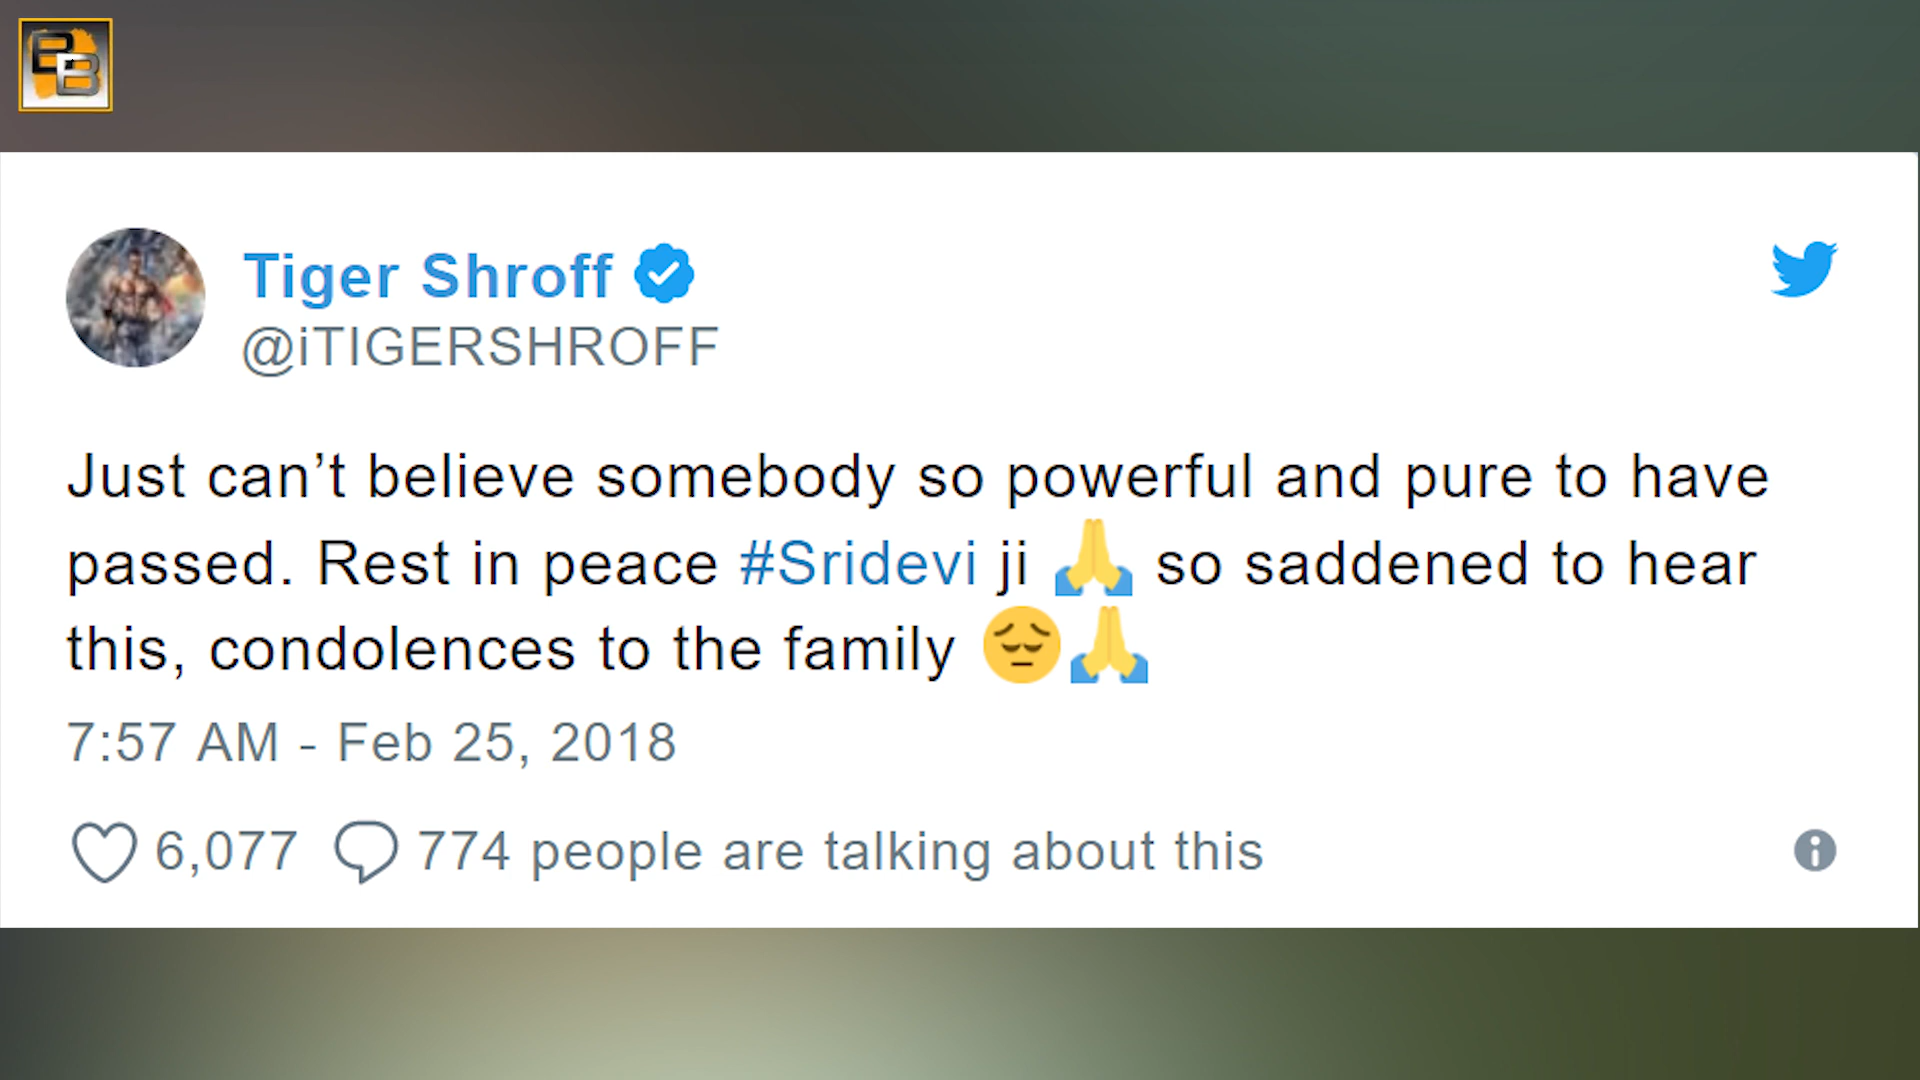 BB
Tiger Shroff
@iTIGERSHROFF
Just can’t believe somebody so powerful and pure to have
passed. Rest in peace #Sridevi ji 🙏 so saddened to hear
this, condolences to the family 😔🙏
7:57 AM - Feb 25, 2018
6,077 774 people are talking about this